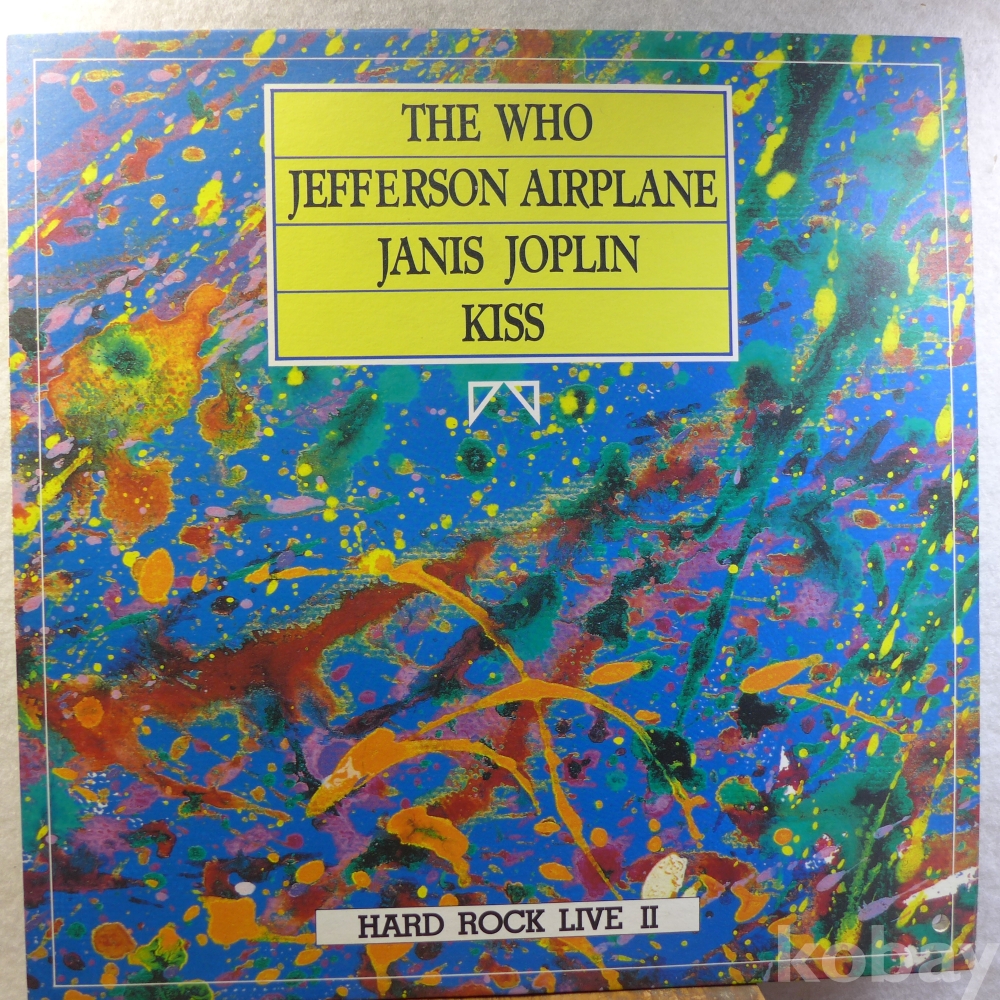 THE WHO
JEFFERSON AIRPLANE
JANIS JOPLIN
KISS
HARD ROCK LIVE II
kobay